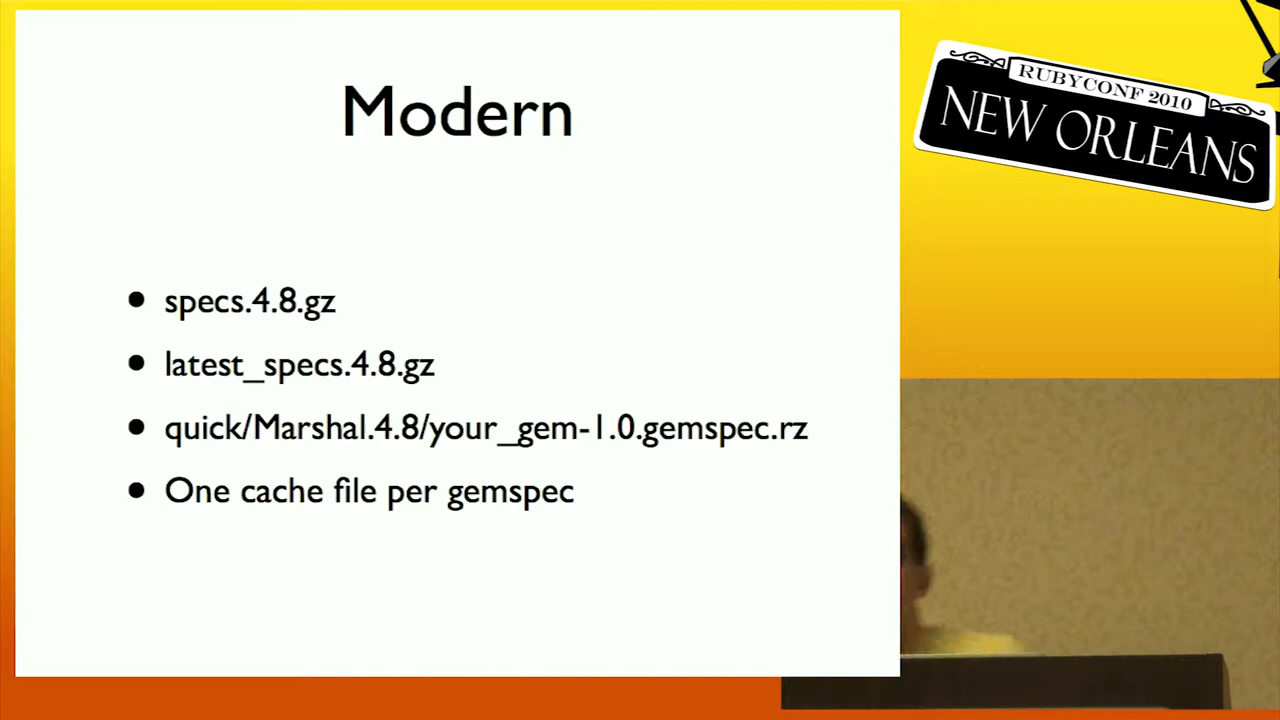 Modern
RUBYCONF 2010
NEW ORLEANS
• specs.4.8.gz
• latest_specs.4.8.gz
• quick/Marshal.4.8/your_gem-1.0.gemspec.rz
• One cache file per gemspec